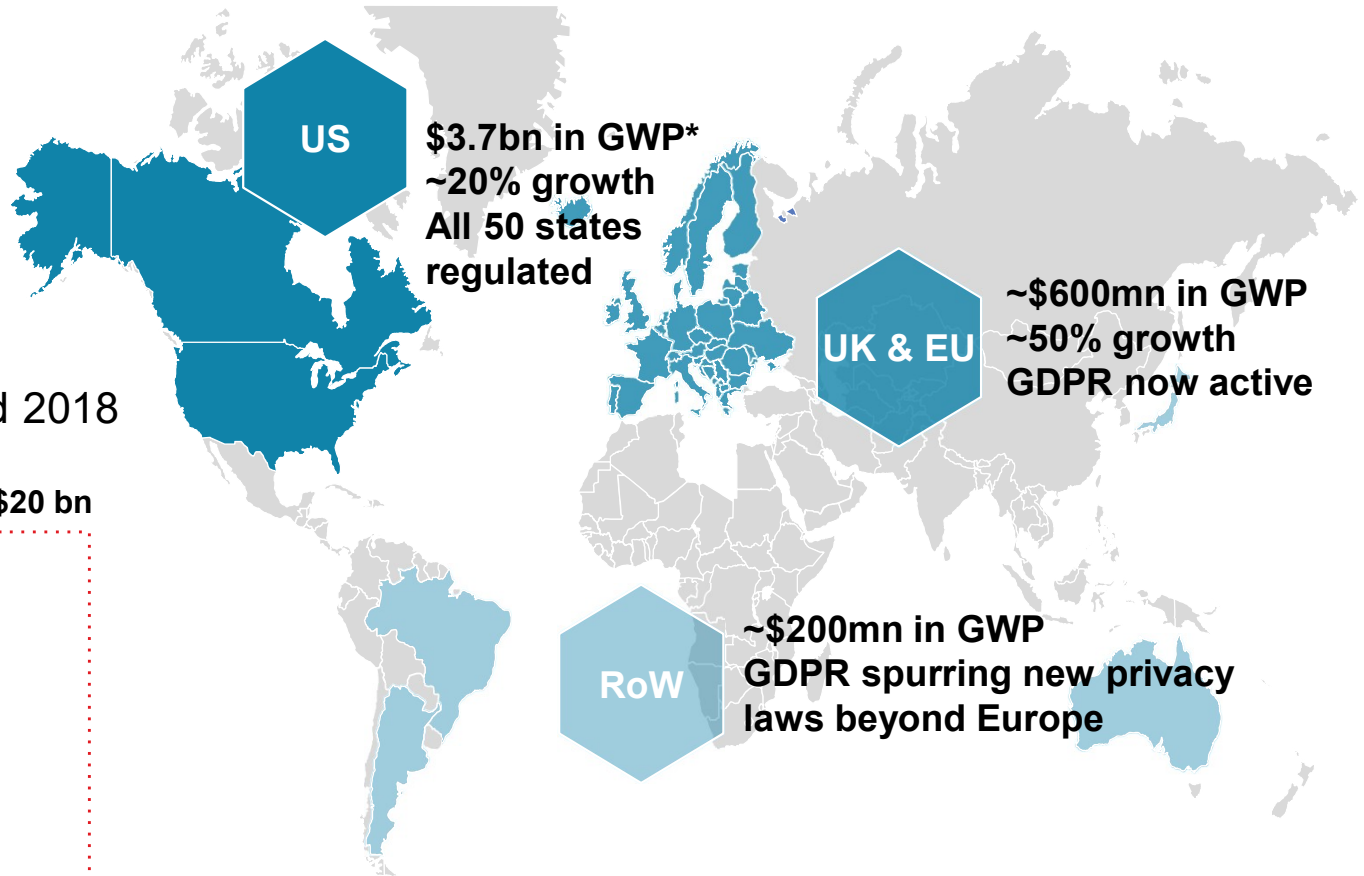 US
$3.7bn in GWP*
~20% growth
All 50 states
regulated
UK & EU
~$600mn in GWP
~50% growth
GDPR now active
2018
$20 bn
RoW
~$200mn in GWP
GDPR spurring new privacy
laws beyond Europe